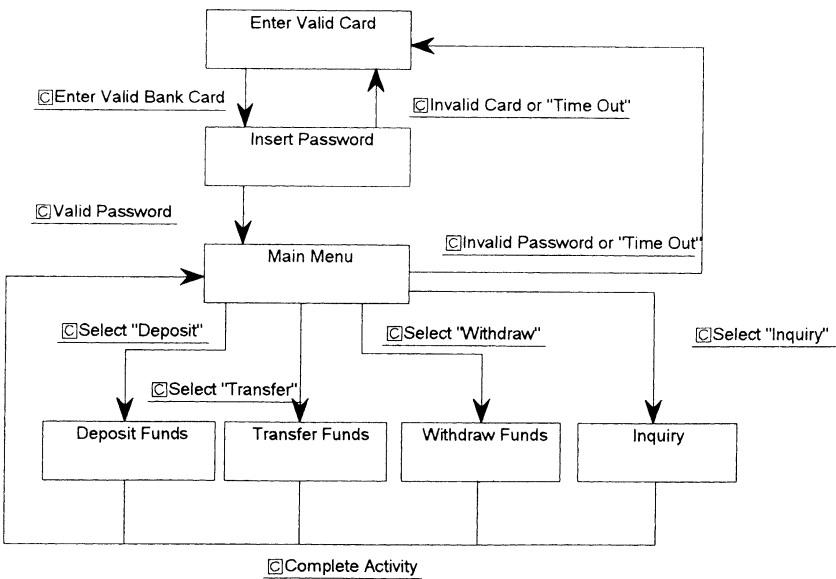 Enter Valid Card
🄲Enter Valid Bank Card
🄲Invalid Card or "Time Out"
Insert Password
🄲Valid Password
🄲Invalid Password or "Time Out"
Main Menu
🄲Select "Deposit"
🄲Select "Withdraw"
🄲Select "Inquiry"
🄲Select "Transfer"
Deposit Funds
Transfer Funds
Withdraw Funds
Inquiry
🄲Complete Activity